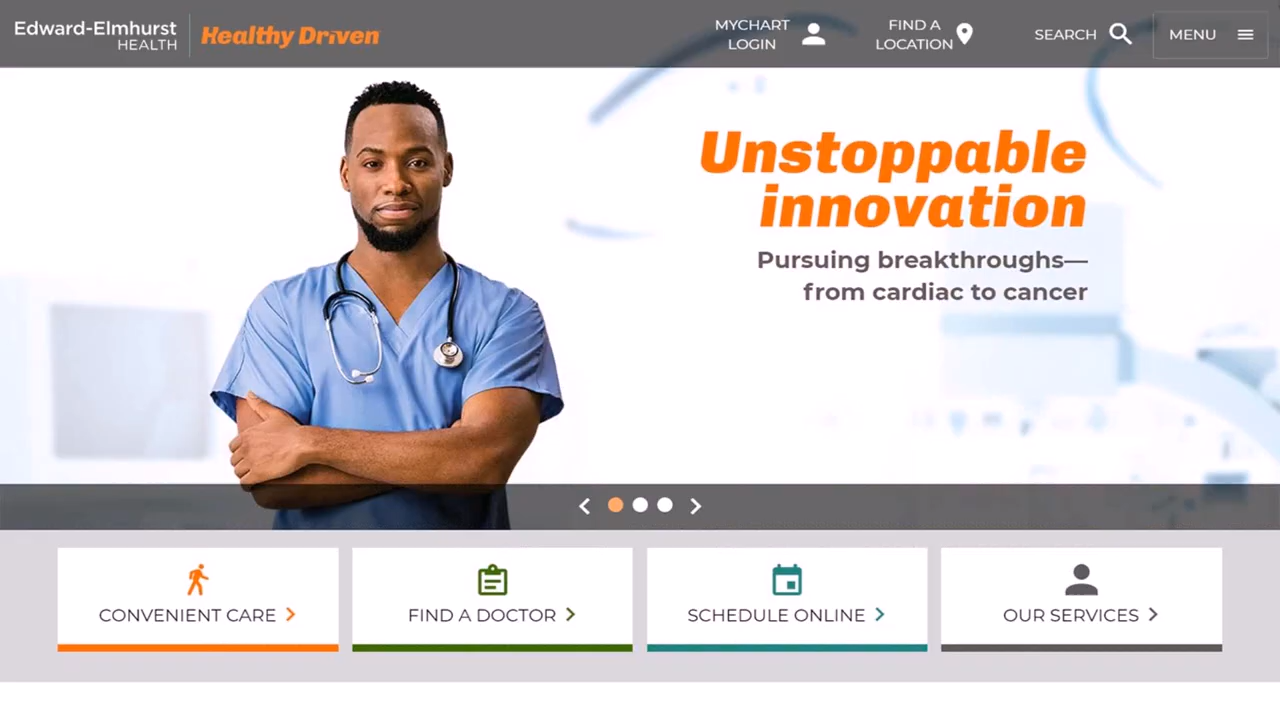 Edward-Elmhurst
HEALTH
Healthy Driven
MYCHART
LOGIN
FIND A
LOCATION
SEARCH
MENU
Unstoppable
innovation
Pursuing breakthroughs—
from cardiac to cancer
CONVENIENT CARE
FIND A DOCTOR
SCHEDULE ONLINE
OUR SERVICES